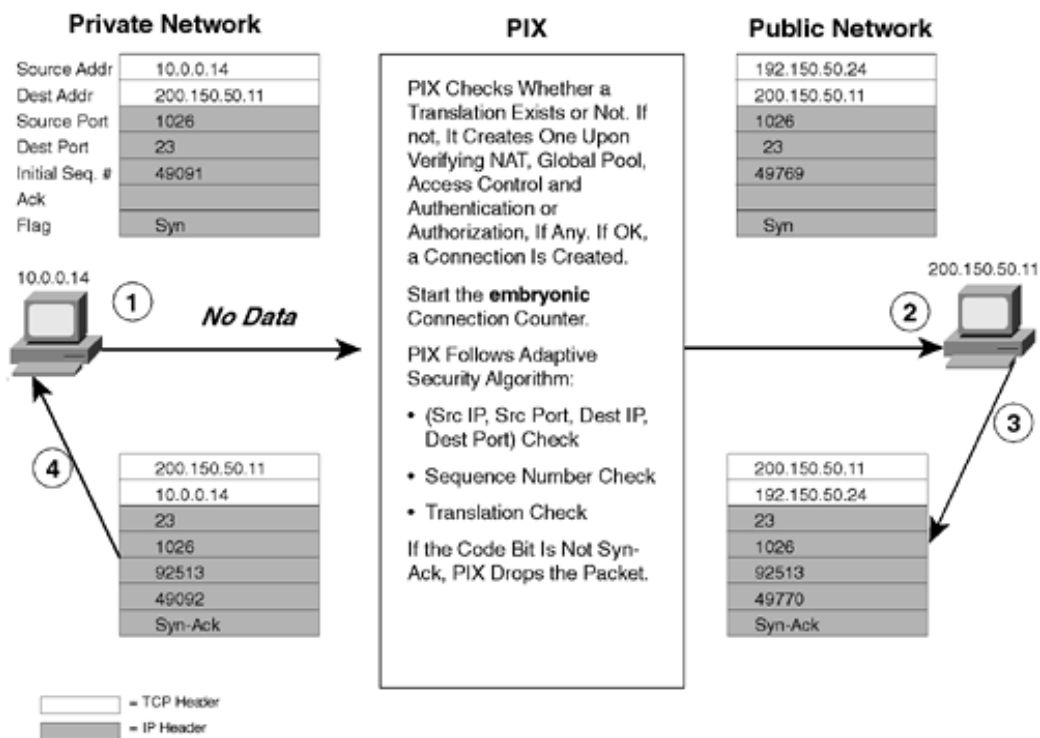 Private Network
PIX
Public Network
Source Addr 10.0.0.14
Dest Addr 200.150.50.11
Source Port 1026
Dest Port 23
Initial Seq. # 49091
Ack
Flag Syn
PIX Checks Whether a
Translation Exists or Not. If
not, It Creates One Upon
Verifying NAT, Global Pool,
Access Control and
Authentication or
Authorization, If Any. If OK,
a Connection Is Created.
Start the embryonic
Connection Counter.
PIX Follows Adaptive
Security Algorithm:
• (Src IP, Src Port, Dest IP,
Dest Port) Check
• Sequence Number Check
• Translation Check
If the Code Bit Is Not Syn-
Ack, PIX Drops the Packet.
192.150.50.24
200.150.50.11
1026
23
49769
Syn
10.0.0.14
1
No Data
2
200.150.50.11
3
4
200.150.50.11
10.0.0.14
23
1026
92513
49092
Syn-Ack
200.150.50.11
192.150.50.24
23
1026
92513
49770
Syn-Ack
= TCP Header
= IP Header